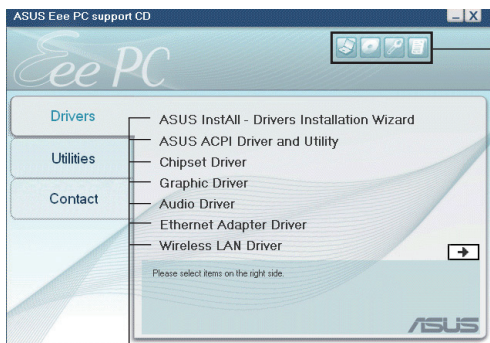 ASUS Eee PC support CD
Eee PC
Drivers
Utilities
Contact
ASUS InstAll - Drivers Installation Wizard
ASUS ACPI Driver and Utility
Chipset Driver
Graphic Driver
Audio Driver
Ethernet Adapter Driver
Wireless LAN Driver
Please select items on the right side.
ASUS